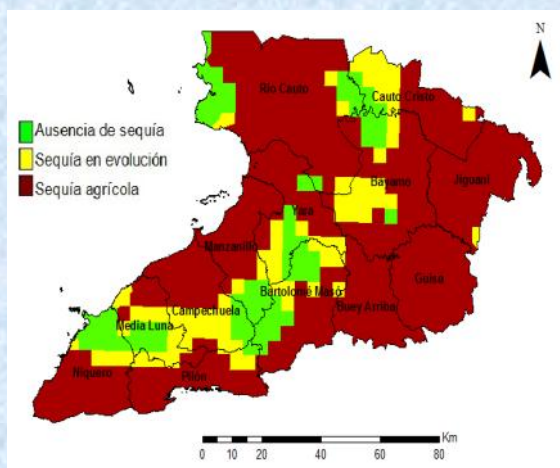 N
Río Cauto
Cauto Cristo
Ausencia de sequía
Sequía en evolución
Sequía agrícola
Bayamo
Jiguaní
Yara
Manzanillo
Guisa
Bartolomé Masó
Buey Arriba
Campechuela
Media Luna
Niquero
Pilón
Km
0 5 10 20 40 60 80